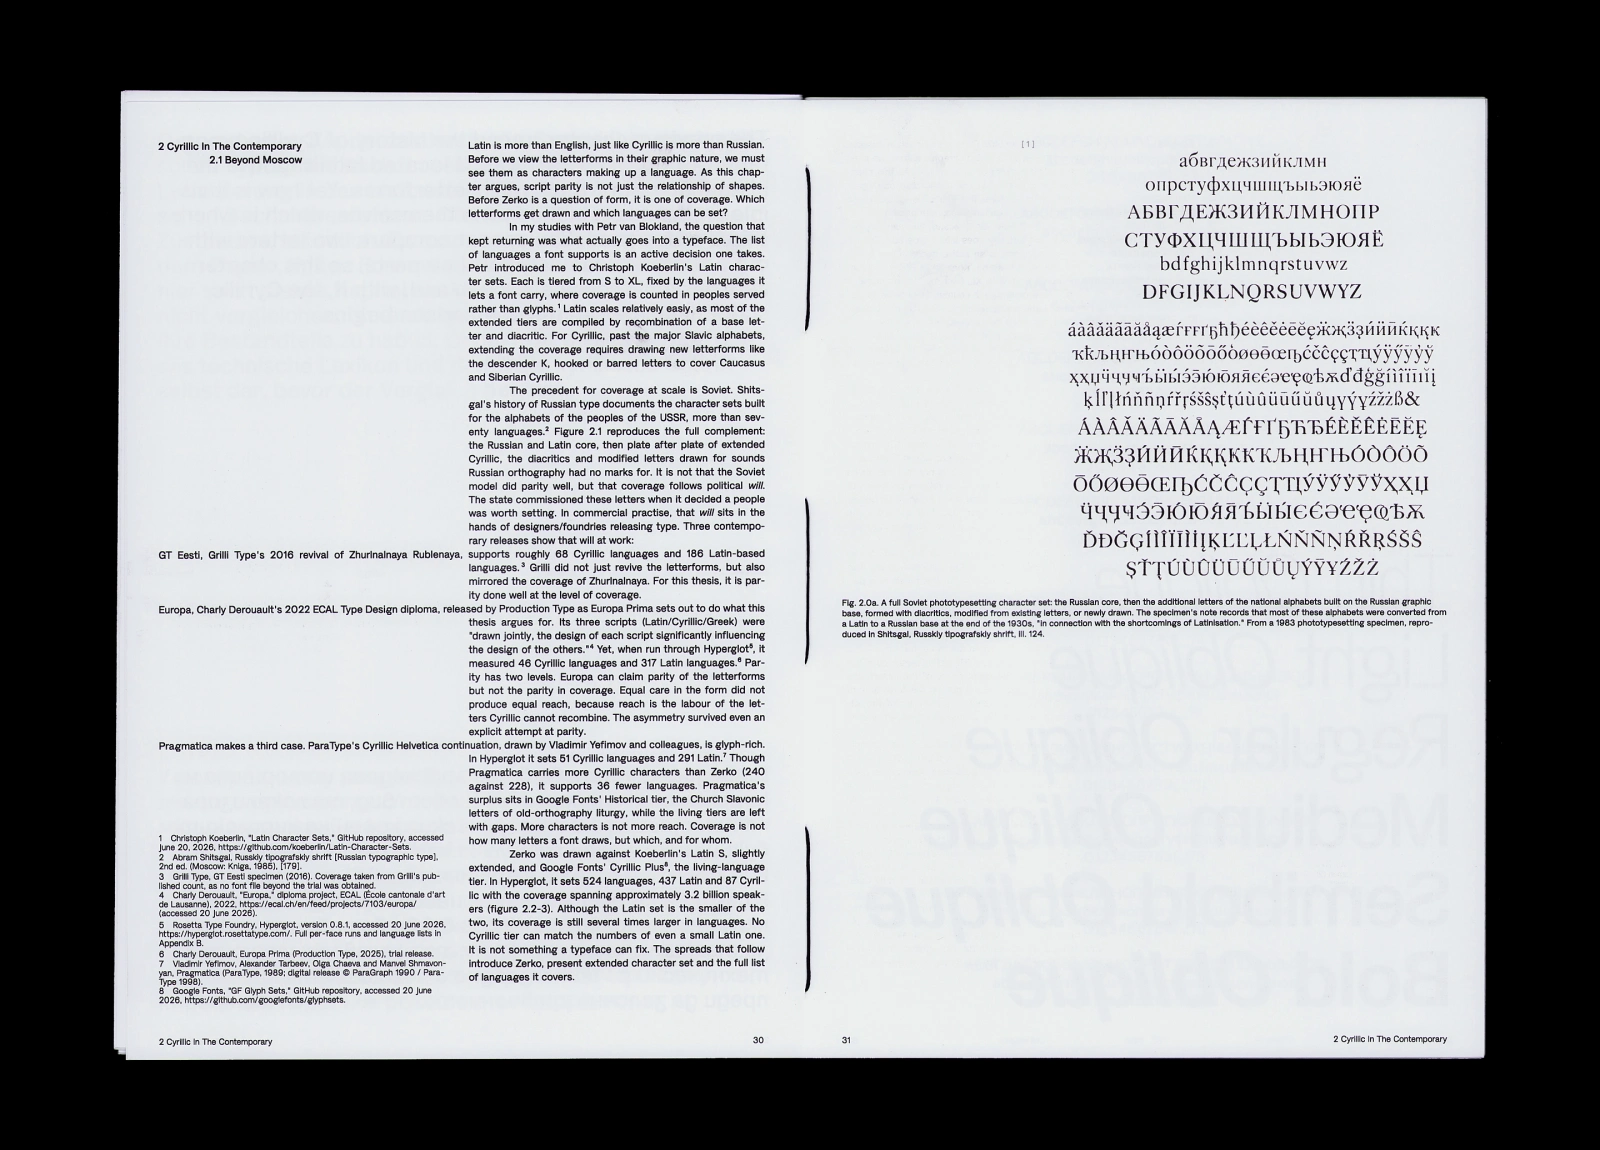 2 Cyrillic In The Contemporary
2.1 Beyond Moscow
Latin is more than English, just like Cyrillic is more than Russian.
Before we view the letterforms in their graphic nature, we must
see them as characters making up a language. As this chap-
ter argues, script parity is not just the relationship of shapes.
Before Zerko is a question of form, it is one of coverage. Which
letterforms get drawn and which languages can be set?
In my studies with Petr van Blokland, the question that
kept returning was what actually goes into a typeface. The list
of languages a font supports is an active decision one takes.
Petr introduced me to Christoph Koeberlin's Latin charac-
ter sets. Each is tiered from S to XL, fixed by the languages it
lets a font carry, where coverage is counted in peoples served
rather than glyphs.¹ Latin scales relatively easily, as most of the
extended tiers are compiled by recombination of a base let-
ter and diacritic. For Cyrillic, past the major Slavic alphabets,
extending the coverage requires drawing new letterforms like
the descender K, hooked or barred letters to cover Caucasus
and Siberian Cyrillic.
The precedent for coverage at scale is Soviet. Shits-
gal's history of Russian type documents the character sets built
for the alphabets of the peoples of the USSR, more than sev-
enty languages.² Figure 2.1 reproduces the full complement:
the Russian and Latin core, then plate after plate of extended
Cyrillic, the diacritics and modified letters drawn for sounds
Russian orthography had no marks for. It is not that the Soviet
model did parity well, but that coverage follows political will.
The state commissioned these letters when it decided a people
was worth setting. In commercial practise, that will sits in the
hands of designers/foundries releasing type. Three contempo-
rary releases show that will at work:
GT Eesti, Grilli Type's 2016 revival of Zhurlnalnaya Rublenaya, supports roughly 68 Cyrillic languages and 186 Latin-based
languages.³ Grilli did not just revive the letterforms, but also
mirrored the coverage of Zhurlnalnaya. For this thesis, it is par-
ity done well at the level of coverage.
Europa, Charly Derouault's 2022 ECAL Type Design diploma, released by Production Type as Europa Prima sets out to do what this
thesis argues for. Its three scripts (Latin/Cyrillic/Greek) were
"drawn jointly, the design of each script significantly influencing
the design of the others."⁴ Yet, when run through Hyperglot⁵, it
measured 46 Cyrillic languages and 317 Latin languages.⁶ Par-
ity has two levels. Europa can claim parity of the letterforms
but not the parity in coverage. Equal care in the form did not
produce equal reach, because reach is the labour of the let-
ters Cyrillic cannot recombine. The asymmetry survived even an
explicit attempt at parity.
Pragmatica makes a third case. ParaType's Cyrillic Helvetica continuation, drawn by Vladimir Yefimov and colleagues, is glyph-rich.
In Hyperglot it sets 51 Cyrillic languages and 291 Latin.⁷ Though
Pragmatica carries more Cyrillic characters than Zerko (240
against 228), it supports 36 fewer languages. Pragmatica's
surplus sits in Google Fonts' Historical tier, the Church Slavonic
letters of old-orthography liturgy, while the living tiers are left
with gaps. More characters is not more reach. Coverage is not
how many letters a font draws, but which, and for whom.
Zerko was drawn against Koeberlin's Latin S, slightly
extended, and Google Fonts' Cyrillic Plus⁸, the living-language
tier. In Hyperglot, it sets 524 languages, 437 Latin and 87 Cyril-
lic with the coverage spanning approximately 3.2 billion speak-
ers (figure 2.2-3). Although the Latin set is the smaller of the
two, its coverage is still several times larger in languages. No
Cyrillic tier can match the numbers of even a small Latin one.
It is not something a typeface can fix. The spreads that follow
introduce Zerko, present extended character set and the full list
of languages it covers.
1 Christoph Koeberlin, "Latin Character Sets," GitHub repository, accessed
June 20, 2026, https://github.com/koeberlin/Latin-Character-Sets.
2 Abram Shitsgal, Russkiy tipografskiy shrift [Russian typographic type],
2nd ed. (Moscow: Kniga, 1985), [179].
3 Grilli Type, GT Eesti specimen (2016). Coverage taken from Grilli's pub-
lished count, as no font file beyond the trial was obtained.
4 Charly Derouault, "Europa," diploma project, ECAL (École cantonale d'art
de Lausanne), 2022, https://ecal.ch/en/feed/projects/7103/europa/
(accessed 20 June 2026).
5 Rosetta Type Foundry, Hyperglot, version 0.8.1, accessed 20 June 2026,
https://hyperglot.rosettatype.com/. Full per-face runs and language lists in
Appendix B.
6 Charly Derouault, Europa Prima (Production Type, 2025), trial release.
7 Vladimir Yefimov, Alexander Tarbeev, Olga Chaeva and Manvel Shmavon-
yan, Pragmatica (ParaType, 1989; digital release © ParaGraph 1990 / Para-
Type 1998).
8 Google Fonts, "GF Glyph Sets," GitHub repository, accessed 20 June
2026, https://github.com/googlefonts/glyphsets.
2 Cyrillic In The Contemporary
30
[1]
абвгдежзийклмн
опрстуфхцчшщъыьэюяё
АБВГДЕЖЗИЙКЛМНОПР
СТУФХЦЧШЩЪЫЬЭЮЯЁ
bdfghijklmnqrstuvwz
DFGIJKLNQRSUVWYZ
Fig. 2.0a. A full Soviet phototypesetting character set: the Russian core, then the additional letters of the national alphabets built on the Russian graphic
base, formed with diacritics, modified from existing letters, or newly drawn. The specimen's note records that most of these alphabets were converted from
a Latin to a Russian base at the end of the 1930s, "in connection with the shortcomings of Latinisation." From a 1983 phototypesetting specimen, repro-
duced in Shitsgal, Russkiy tipografskiy shrift, ill. 124.
31
2 Cyrillic In The Contemporary